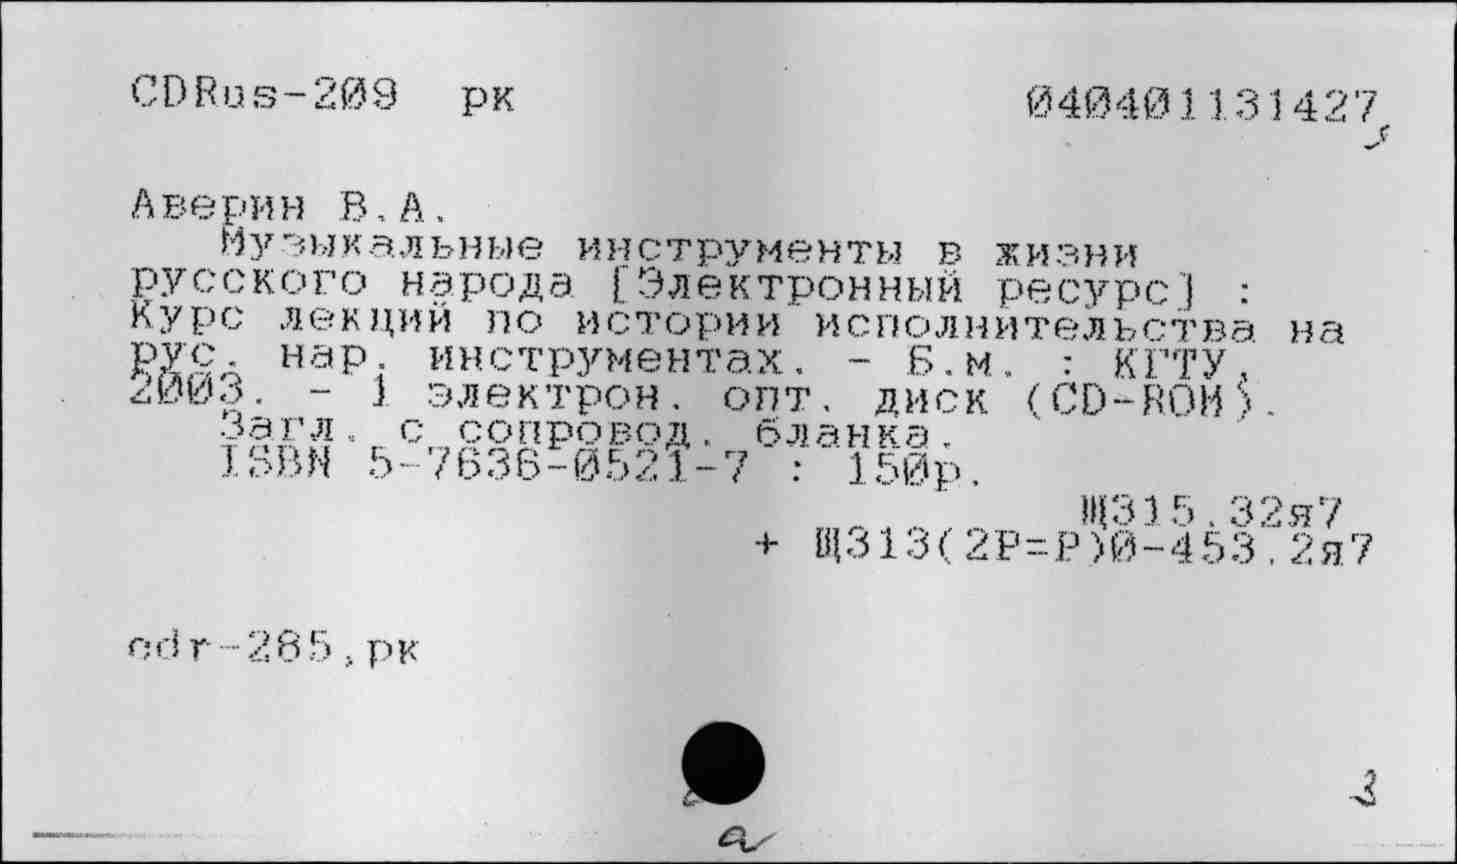 CDRus-209 рк 040401131427
Аверин В.А.
Музыкальные инструменты в жизни
русского народа [Электронный ресурс] :
Курс лекций по истории исполнительства на
рус. нар. инструментах. - Б.м. : КГТУ,
2003. - 1 электрон. опт. диск (CD-ROM).
Загл. с сопровод. бланка.
ISBN 5-7636-0521-7 : 150р.
Щ315.32я7
+ Щ313(2Р=Р)0-453.2я7
cdr-285,рк
3